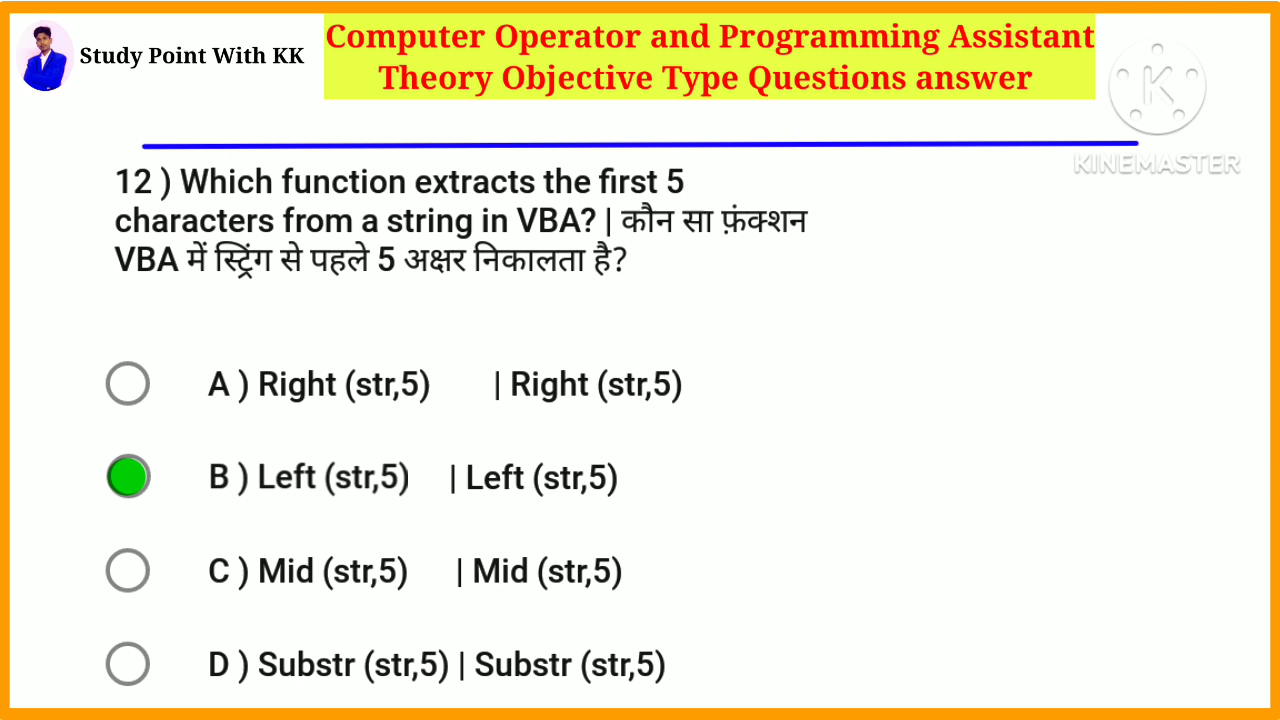 Study Point With KK
Computer Operator and Programming Assistant
Theory Objective Type Questions answer
K
KINEMASTER
12 ) Which function extracts the first 5
characters from a string in VBA? | कौन सा फ़ंक्शन
VBA में स्ट्रिंग से पहले 5 अक्षर निकालता है?
A ) Right (str,5) | Right (str,5)
B ) Left (str,5) | Left (str,5)
C ) Mid (str,5) | Mid (str,5)
D ) Substr (str,5) | Substr (str,5)